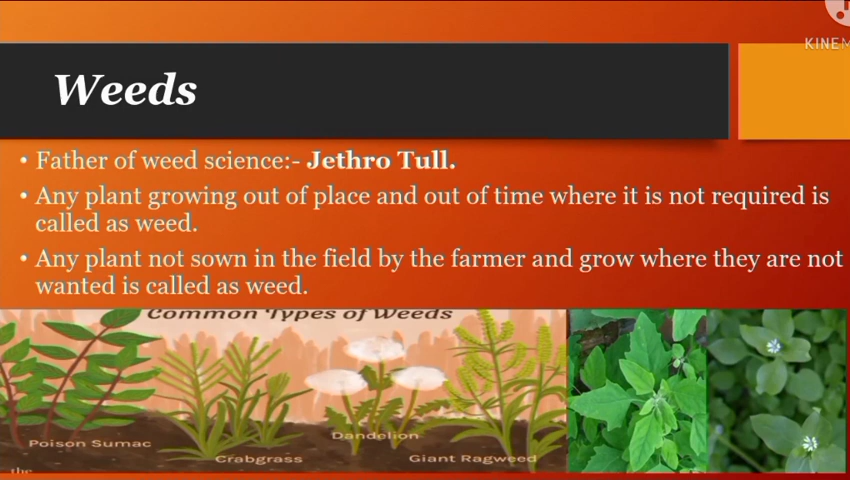 KINEM
Weeds
• Father of weed science:- Jethro Tull.
• Any plant growing out of place and out of time where it is not required is
called as weed.
• Any plant not sown in the field by the farmer and grow where they are not
wanted is called as weed.
Common Types of Weeds
Poison Sumac
Crabgrass
Dandelion
Giant Ragweed
the